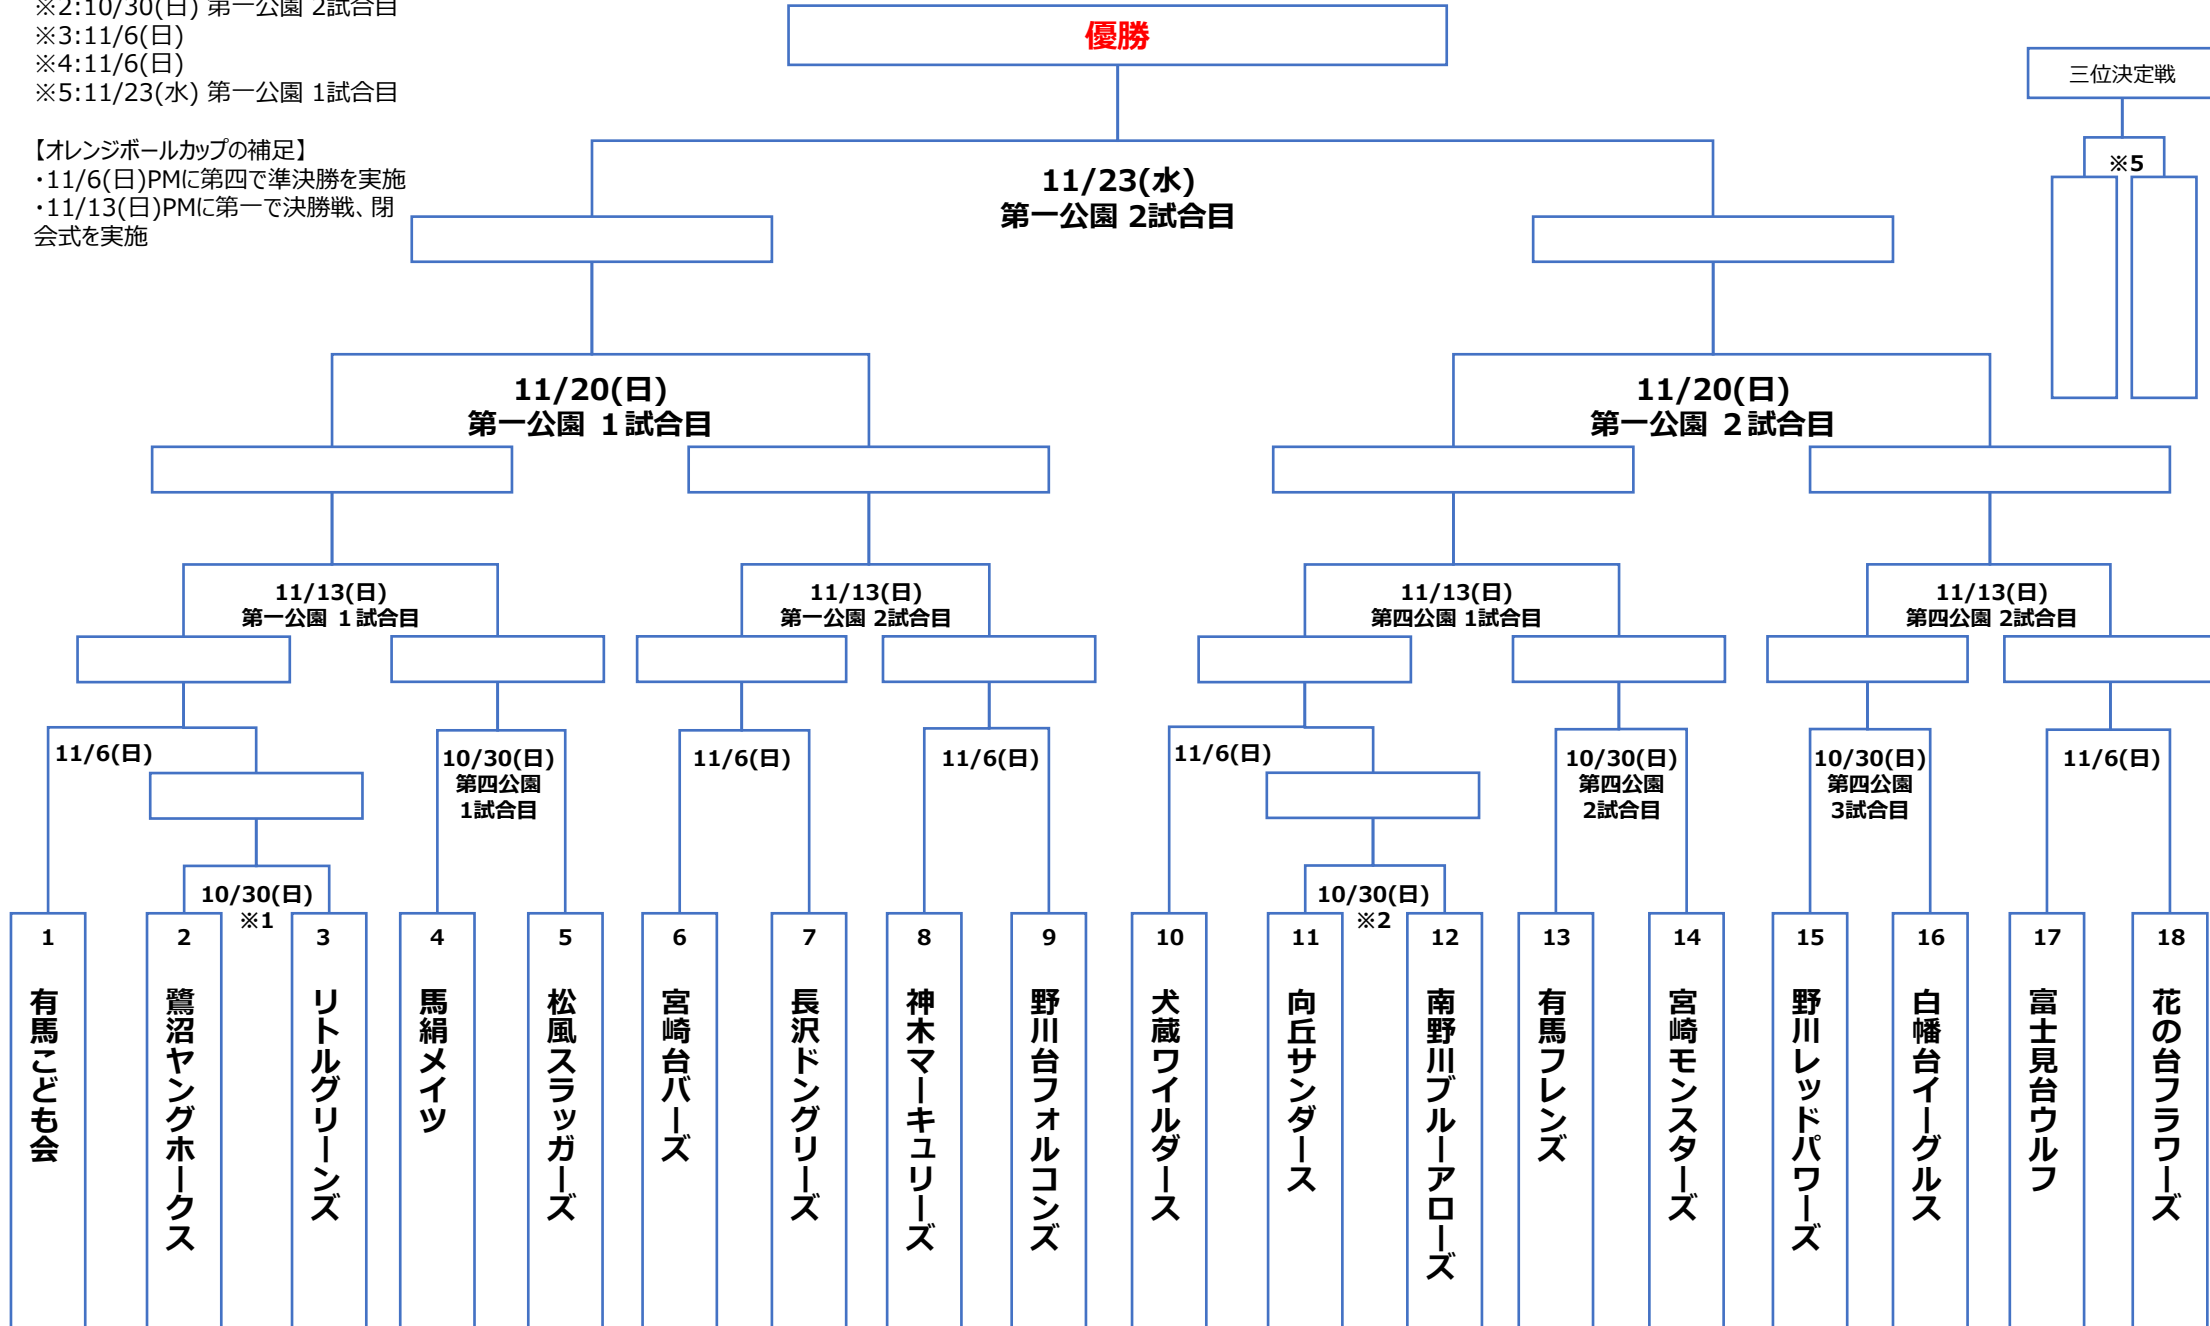 ※2:10/30(日) 第一公園 2試合目
※3:11/6(日)
※4:11/6(日)
※5:11/23(水) 第一公園 1試合目
【オレンジボールカップの補足】
・11/6(日)PMに第四で準決勝を実施
・11/13(日)PMに第一で決勝戦、閉
会式を実施
優勝
三位決定戦
※5
11/23(水)
第一公園 2試合目
11/20(日)
第一公園 １試合目
11/20(日)
第一公園 ２試合目
11/13(日)
第一公園 １試合目
11/13(日)
第一公園 2試合目
11/13(日)
第四公園 1試合目
11/13(日)
第四公園 2試合目
11/6(日)
10/30(日)
第四公園
1試合目
11/6(日)
11/6(日)
11/6(日)
10/30(日)
第四公園
2試合目
10/30(日)
第四公園
3試合目
11/6(日)
10/30(日)
※1
10/30(日)
※2
1
有馬こども会
2
鷺沼ヤングホークス
3
リトルグリーンズ
4
馬絹メイツ
5
松風スラッガーズ
6
宮崎台バーズ
7
長沢ドングリーズ
8
神木マーキュリーズ
9
野川台フォルコンズ
10
犬蔵ワイルダース
11
向丘サンダース
12
南野川ブルーアローズ
13
有馬フレンズ
14
宮崎モンスターズ
15
野川レッドパワーズ
16
白幡台イーグルス
17
富士見台ウルフ
18
花の台フラワーズ